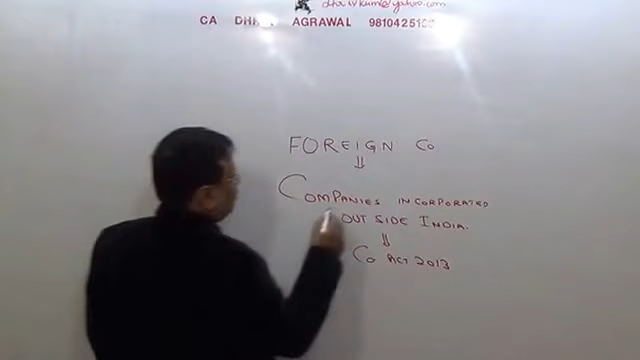 CA AGRAWAL
FOREIGN Co
⇓
COMPANIES INCORPORATED
OUT SIDE INDIA.
⇓
Co ACT 2013